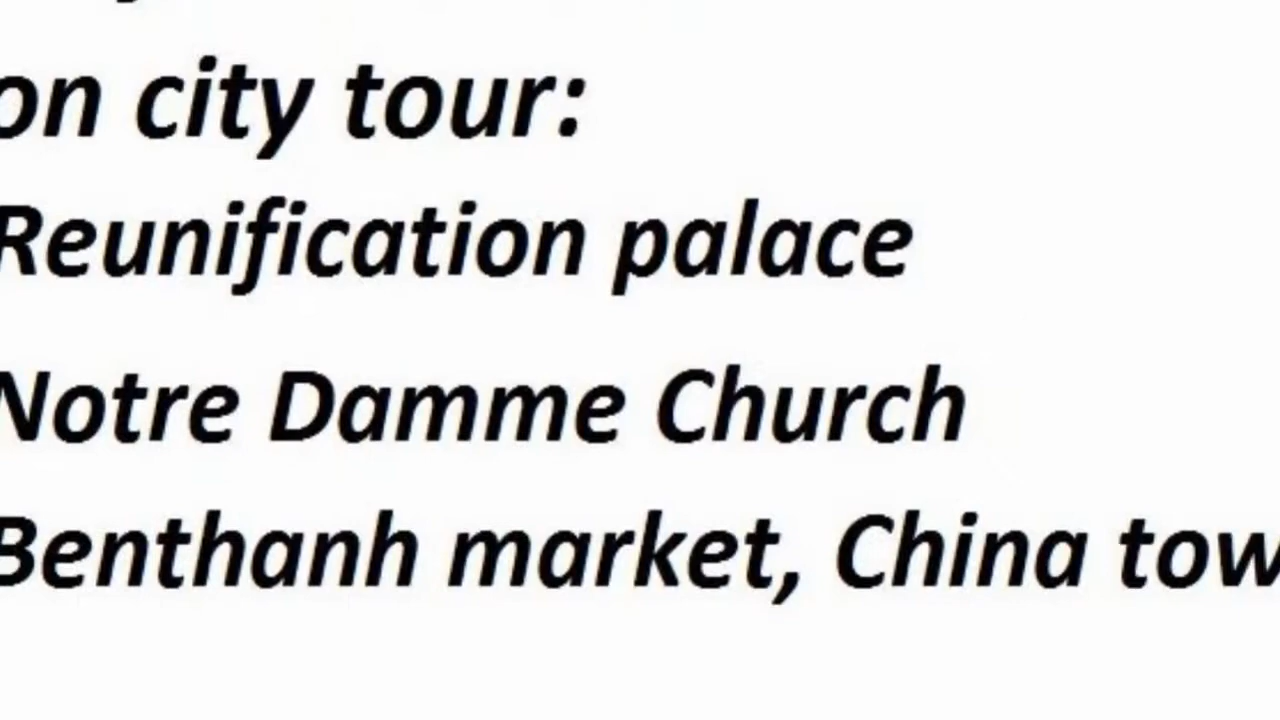 on city tour:
Reunification palace
Notre Damme Church
Benthanh market, China tow